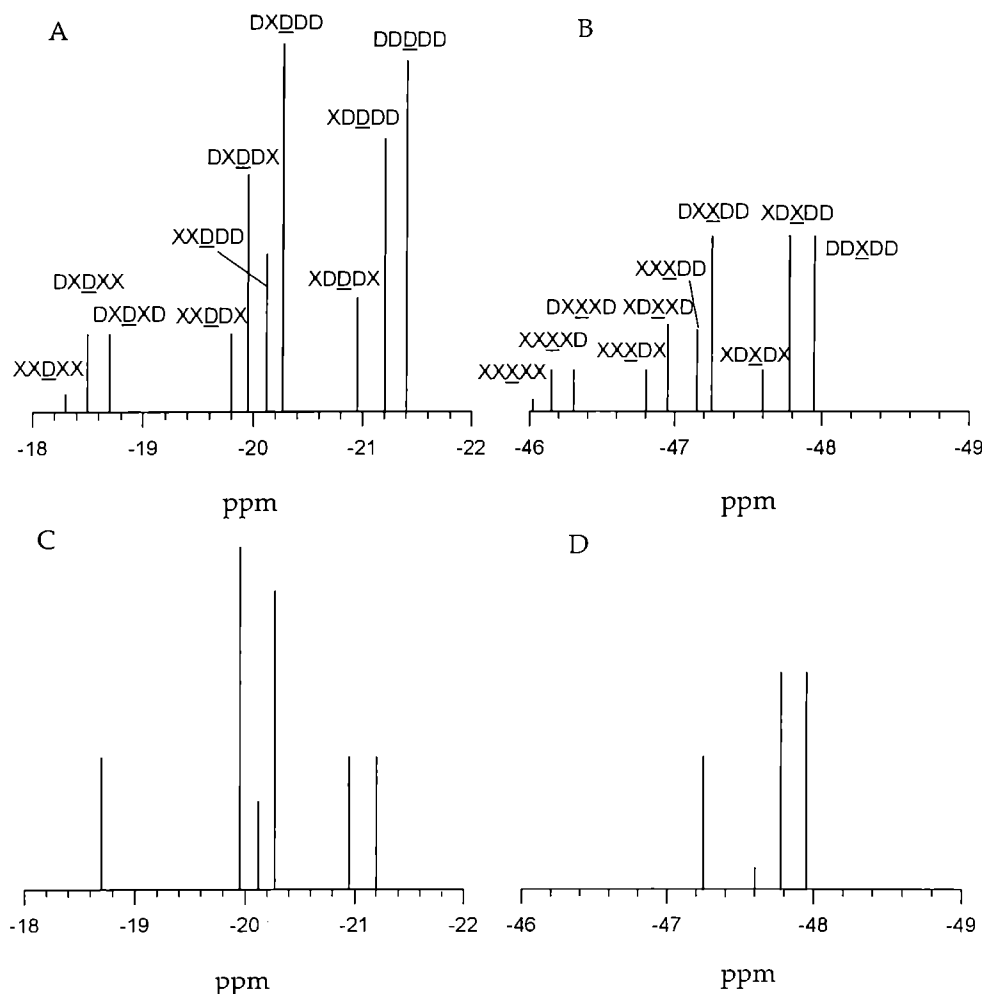 A
DXDDD
DDDDD
XDDDD
DXDDX
XXDDD
DXDXX
DXDXD
XXDDX
XDDDX
XXDXX
-18 -19 -20 -21 -22
ppm
B
DXXDD
XDXDD
DDXDD
XXXDD
DXXXD XDXXD
XXXXD
XXXDX
XDXDX
XXXXX
-46 -47 -48 -49
ppm
C
-18 -19 -20 -21 -22
ppm
D
-46 -47 -48 -49
ppm